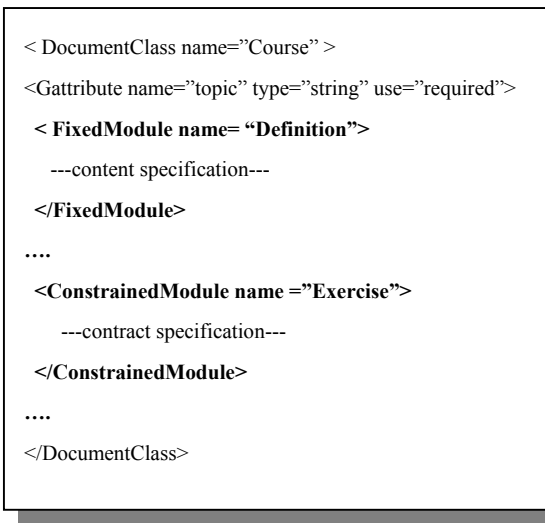 < DocumentClass name=”Course” >
<Gattribute name=”topic” type=”string” use=”required”>
< FixedModule name= “Definition”>
---content specification---
</FixedModule>
….
<ConstrainedModule name =”Exercise”>
---contract specification---
</ConstrainedModule>
….
</DocumentClass>